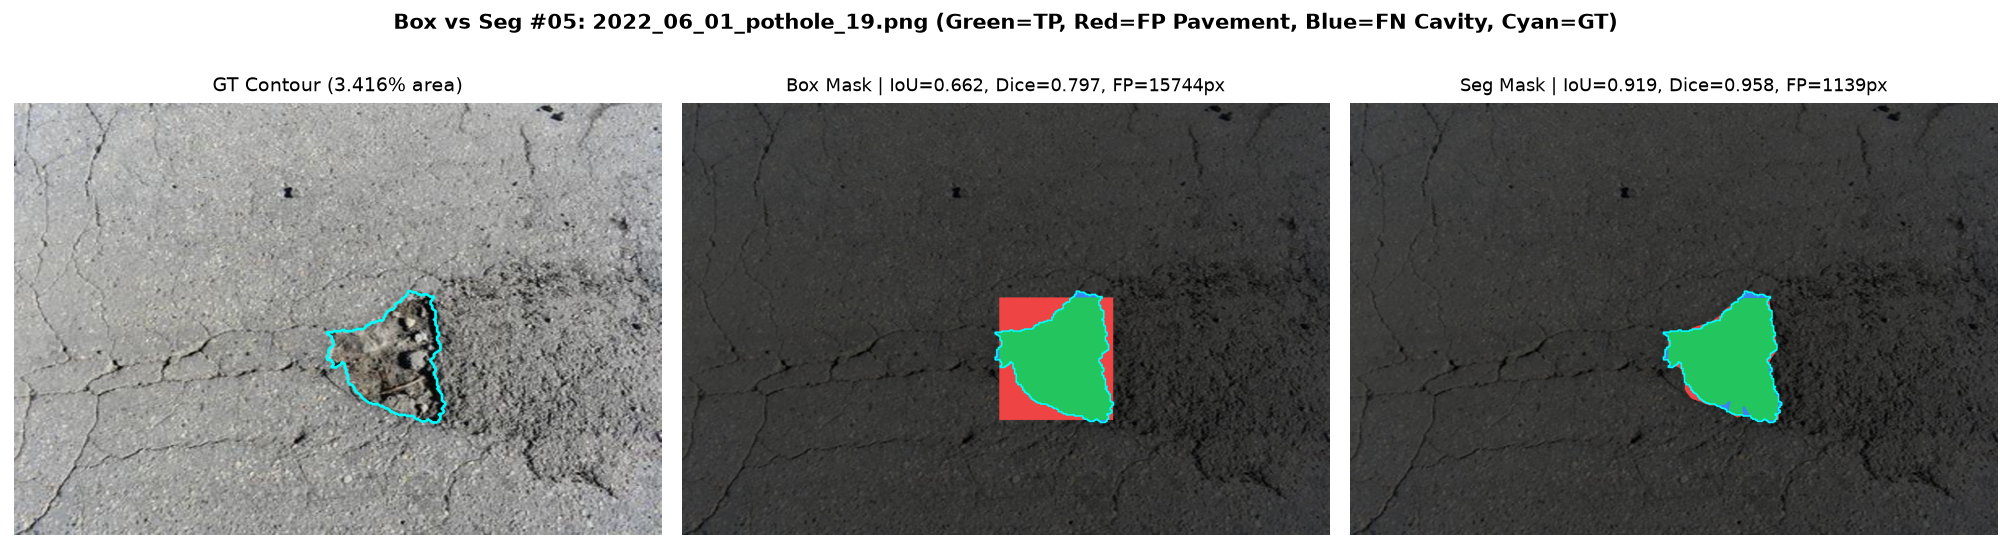 Box vs Seg #05: 2022_06_01_pothole_19.png (Green=TP, Red=FP Pavement, Blue=FN Cavity, Cyan=GT)
GT Contour (3.416% area)
Box Mask | IoU=0.662, Dice=0.797, FP=15744px
Seg Mask | IoU=0.919, Dice=0.958, FP=1139px